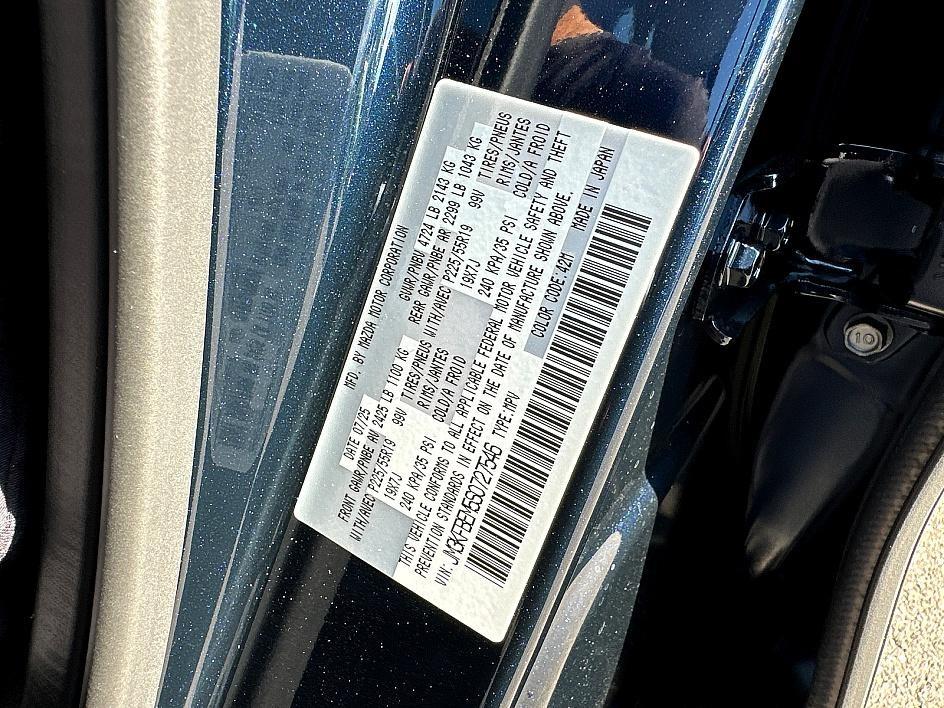 MFD. BY MAZDA MOTOR CORPORATION
DATE 07/25 GVWR/PNBV 4724 LB 2143 KG
FRONT GAWR/PNBE AV 2425 LB 1100 KG REAR GAWR/PNBE AR 2299 LB 1043 KG
WITH/AVEC P225/55R19 99V TIRES/PNEUS WITH/AVEC P225/55R19 99V TIRES/PNEUS
19X7J RIMS/JANTES 19X7J RIMS/JANTES
240 KPA/35 PSI COLD/A FROID 240 KPA/35 PSI COLD/A FROID
THIS VEHICLE CONFORMS TO ALL APPLICABLE FEDERAL MOTOR VEHICLE SAFETY AND THEFT
PREVENTION STANDARDS IN EFFECT ON THE DATE OF MANUFACTURE SHOWN ABOVE.
VIN: JM3KFBEM5S0727546 TYPE:MPV COLOR CODE:42M MADE IN JAPAN
10